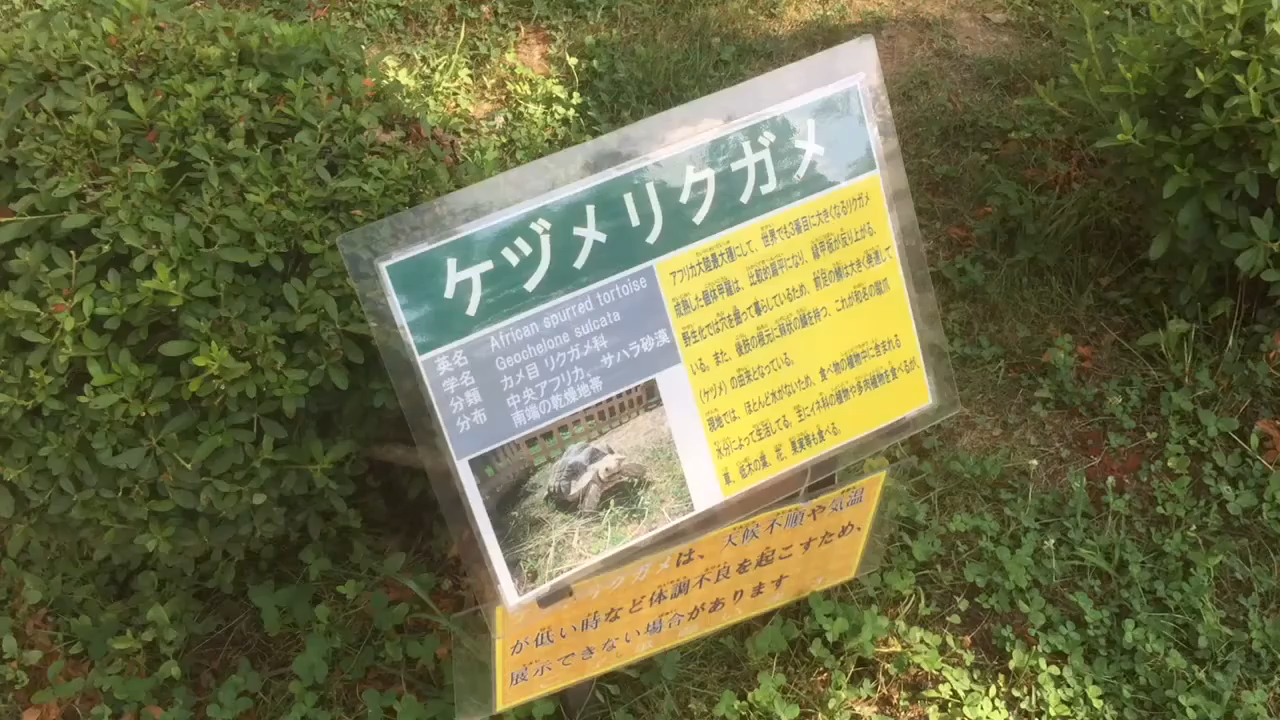 ケヅメリクガメ
英名 African spurred tortoise
学名 Geochelone sulcata
分類 カメ目 リクガメ科
分布 中央アフリカ、サハラ砂漠
南端の乾燥地帯
アフリカ大陸最大種にして、世界でも3番目に大きくなるリクガメ
成熟した個体甲羅は、比較的扁平になり、縁甲板が反り上がる。
野生化では穴を掘って暮らしているため、前足の鱗は大きく発達して
いる。また、後肢の根元に蹴状の鱗を持つ、これが和名の蹴爪
(ケヅメ)の由来となっている。
現地では、ほとんど水がないため、食べ物の植物中に含まれる
水分によって生活してる。主にイネ科の植物や多肉植物を食べるが、
草、低木の葉、花、果実等も食べる。
リクガメは、天候不順や気温
が低い時など体調不良を起こすため、
展示できない場合があります